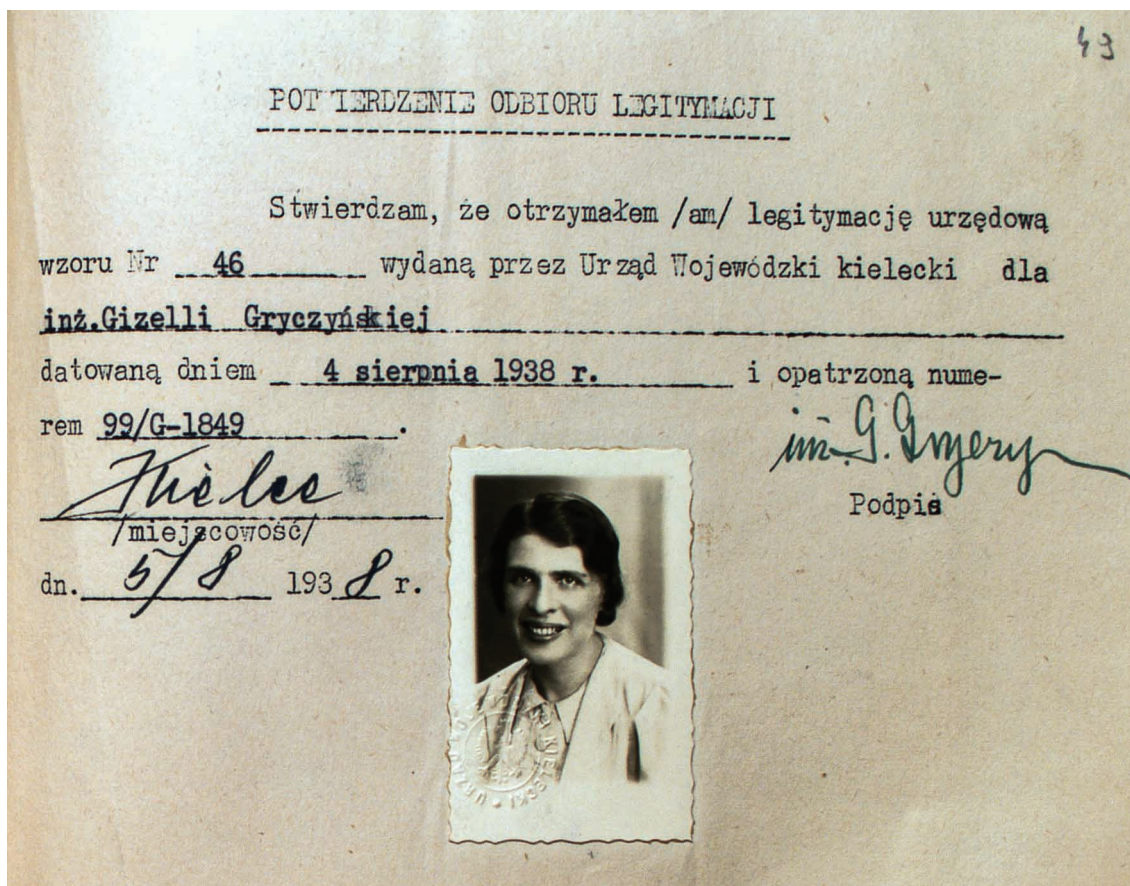 49
POTWIERDZENIE ODBIORU LEGITYMACJI
Stwierdzam, że otrzymałem /am/ legitymację urzędową
wzoru Nr 46 wydaną przez Urząd Wojewódzki kielecki dla
inż.Gizelli Gryczyńskiej
datowaną dniem 4 sierpnia 1938 r. i opatrzoną nume-
rem 99/G-1849.
inż. G.
Kielce
Podpis
/miejscowość/
dn. 5/8 1938 r.
KIELECKI